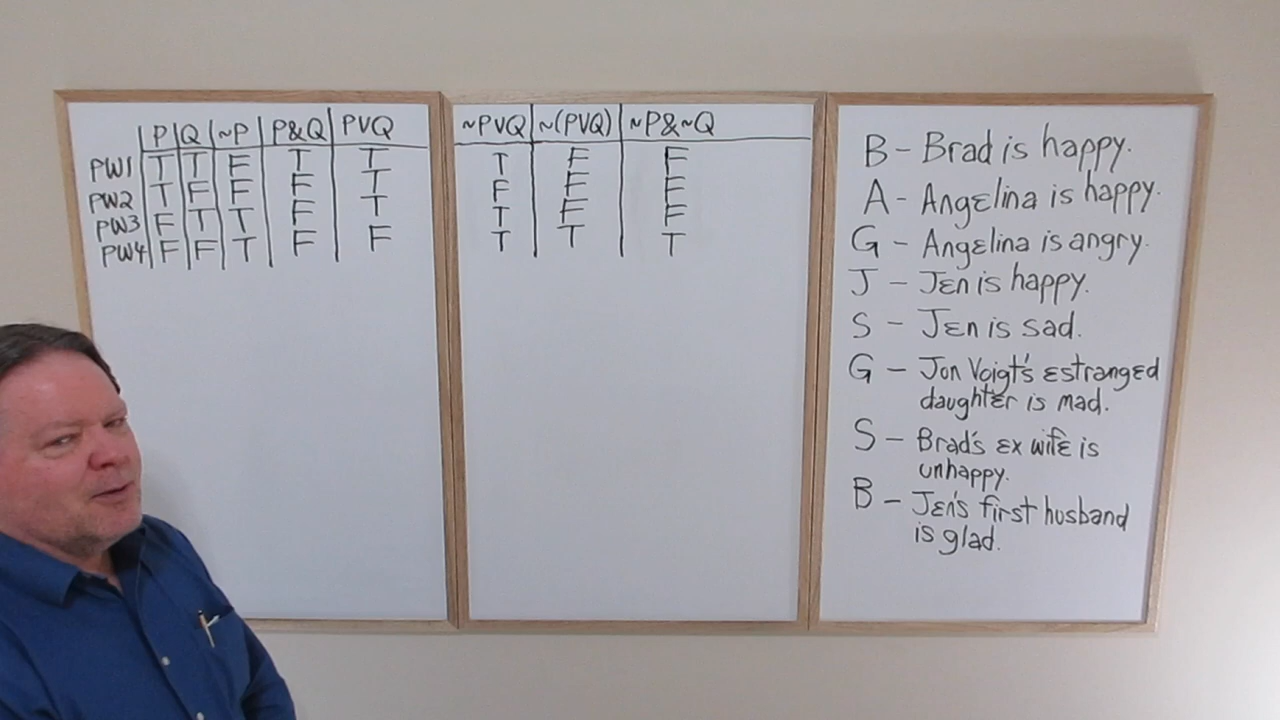 P Q ~P P&Q PVQ
PW1 T T F T T
PW2 T F F F T
PW3 F T T F T
PW4 F F T F F
~PVQ ~(PVQ) ~P&~Q
T F F
F F F
T F F
T T T
B - Brad is happy.
A - Angelina is happy.
G - Angelina is angry.
J - Jen is happy.
S - Jen is sad.
G - Jon Voigt's estranged
daughter is mad.
S - Brad's ex wife is
unhappy.
B - Jen's first husband
is glad.